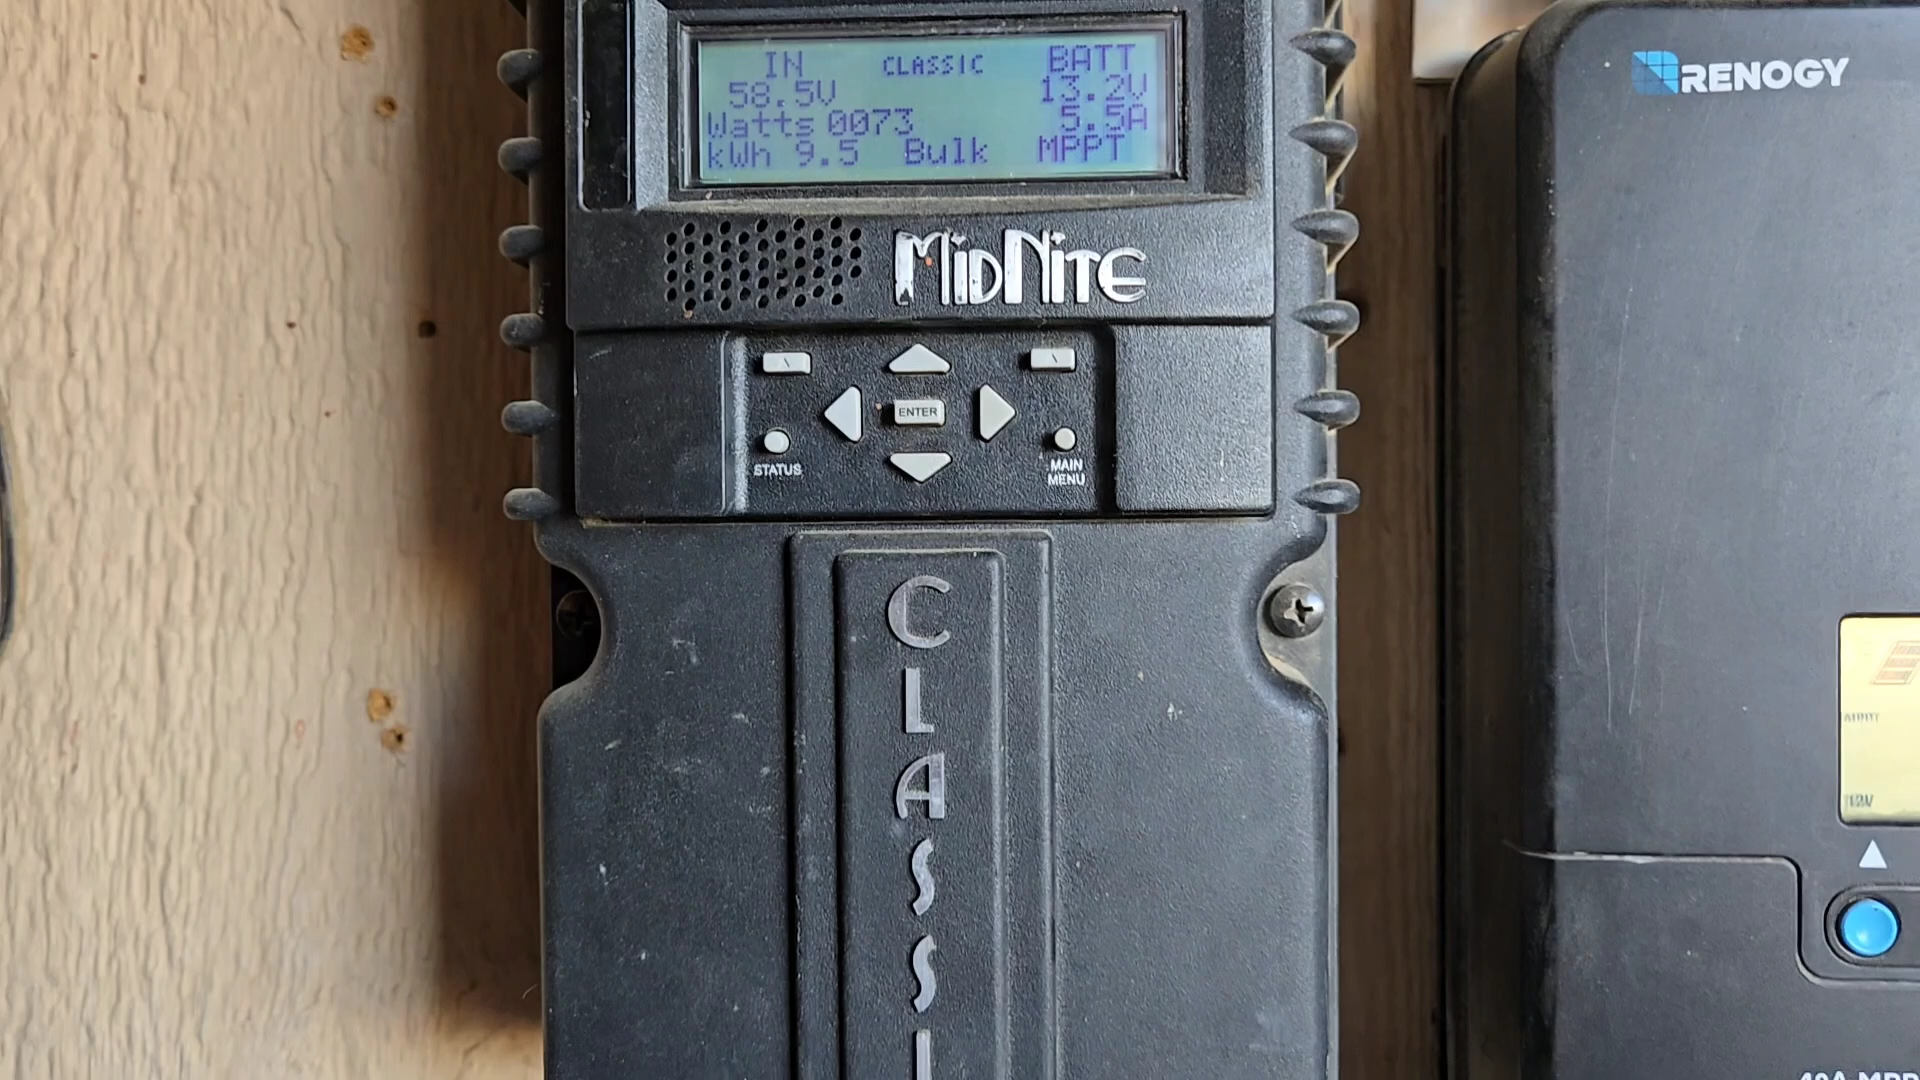 IN CLASSIC BATT
58.5V 13.2V
Watts 0073 5.5A
kWh 9.5 Bulk MPPT
MIDNITE
ENTER
STATUS
MAIN
MENU
CLASSI
RENOGY
12V